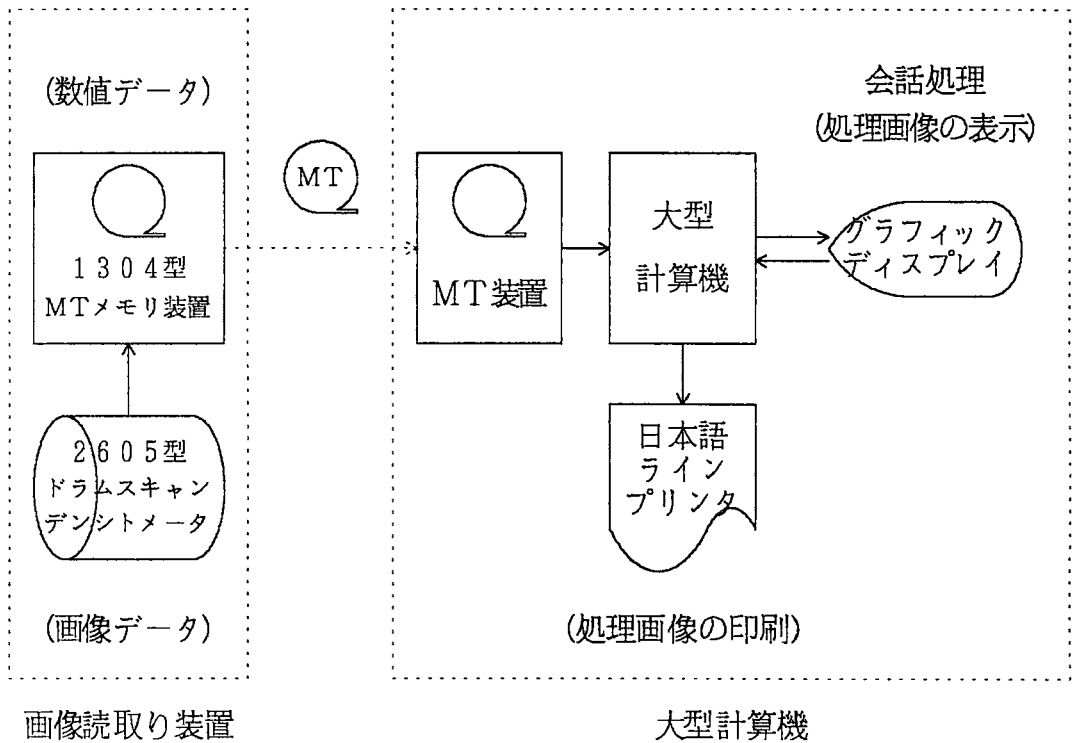 (数値データ)
1304型
MTメモリ装置
2605型
ドラムスキャン
デンシトメータ
(画像データ)
画像読取り装置
MT
MT装置
大型
計算機
会話処理
(処理画像の表示)
グラフィック
ディスプレイ
日本語
ライン
プリンタ
(処理画像の印刷)
大型計算機